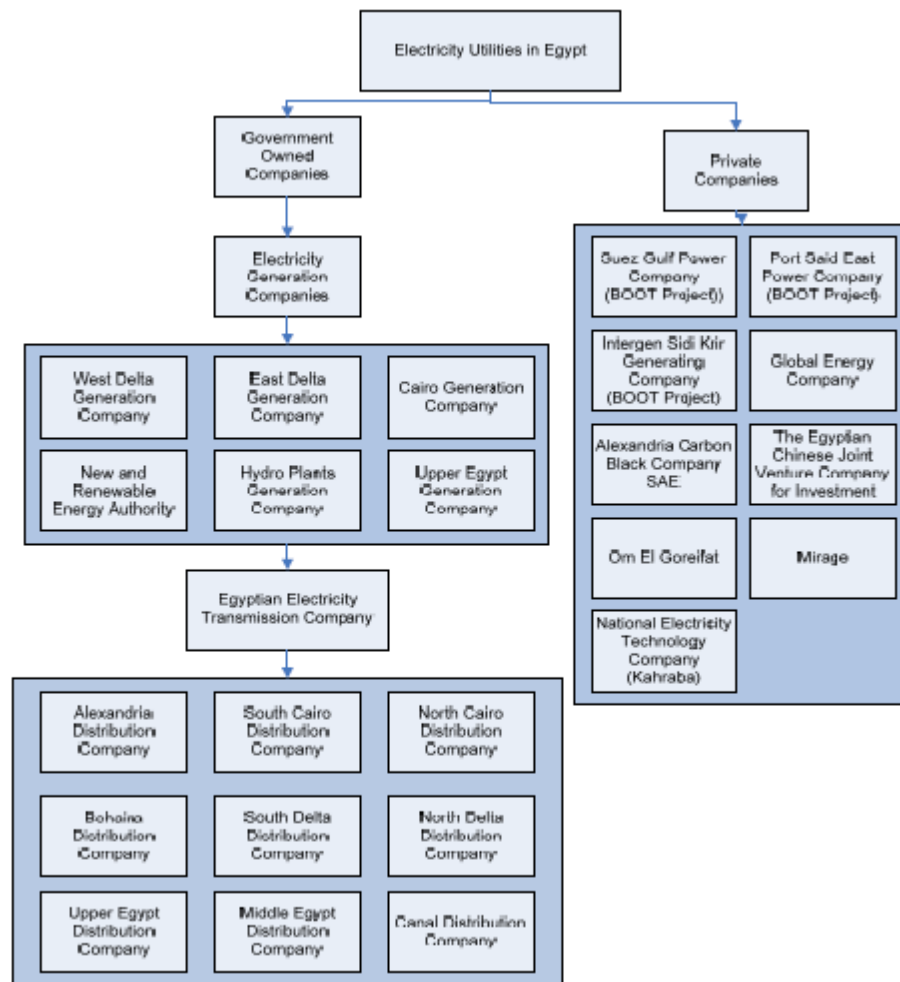 Electricity Utilities in Egypt
Government
Owned
Companies
Private
Companies
Electricity
Generation
Companies
Suez Gulf Power
Company
(BOOT Project))
Port Said East
Power Company
(BOOT Project)
Intergen Sidi Krir
Generating
Company
(BOOT Project)
Global Energy
Company
Alexandria Carbon
Black Company
SAE
The Egyptian
Chinese Joint
Venture Company
for Investment
Om El Goreifat
Mirage
National Electricity
Technology
Company
(Kahraba)
West Delta
Generation
Company
East Delta
Generation
Company
Cairo Generation
Company
New and
Renewable
Energy Authority
Hydro Plants
Generation
Company
Upper Egypt
Generation Company
Egyptian Electricity
Transmission Company
Alexandria
Distribution
Company
South Cairo
Distribution
Company
North Cairo
Distribution
Company
Distribution
Company
South Delta
Distribution
Company
North Delta
Distribution
Company
Upper Egypt
Distribution
Company
Middle Egypt
Distribution
Company
Canal Distribution
Company